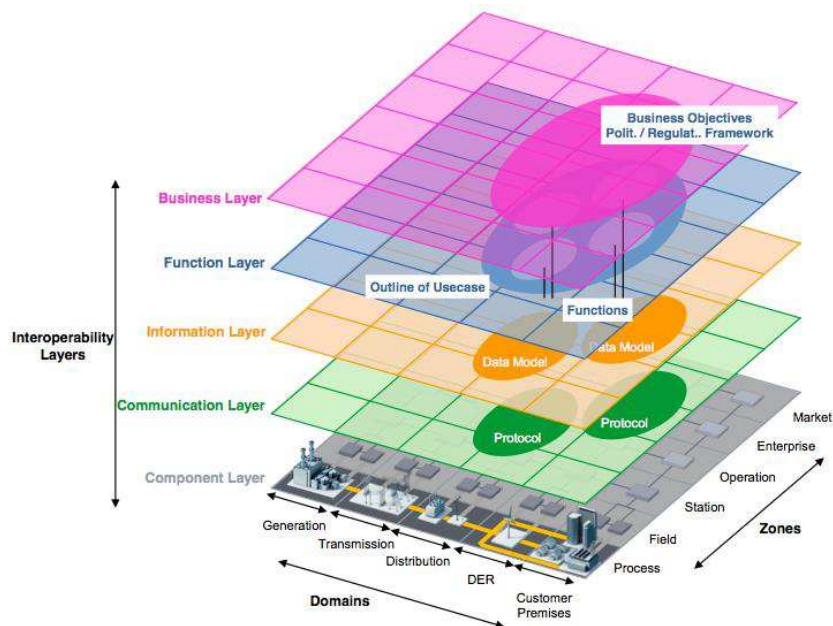 Business Objectives
Polit. / Regulat.. Framework
Business Layer
Function Layer
Outline of Usecase
Functions
Interoperability
Layers
Information Layer
Data Model
Data Model
Communication Layer
Protocol
Protocol
Component Layer
Market
Enterprise
Operation
Station
Field
Process
Zones
Generation
Transmission
Distribution
DER
Customer
Premises
Domains